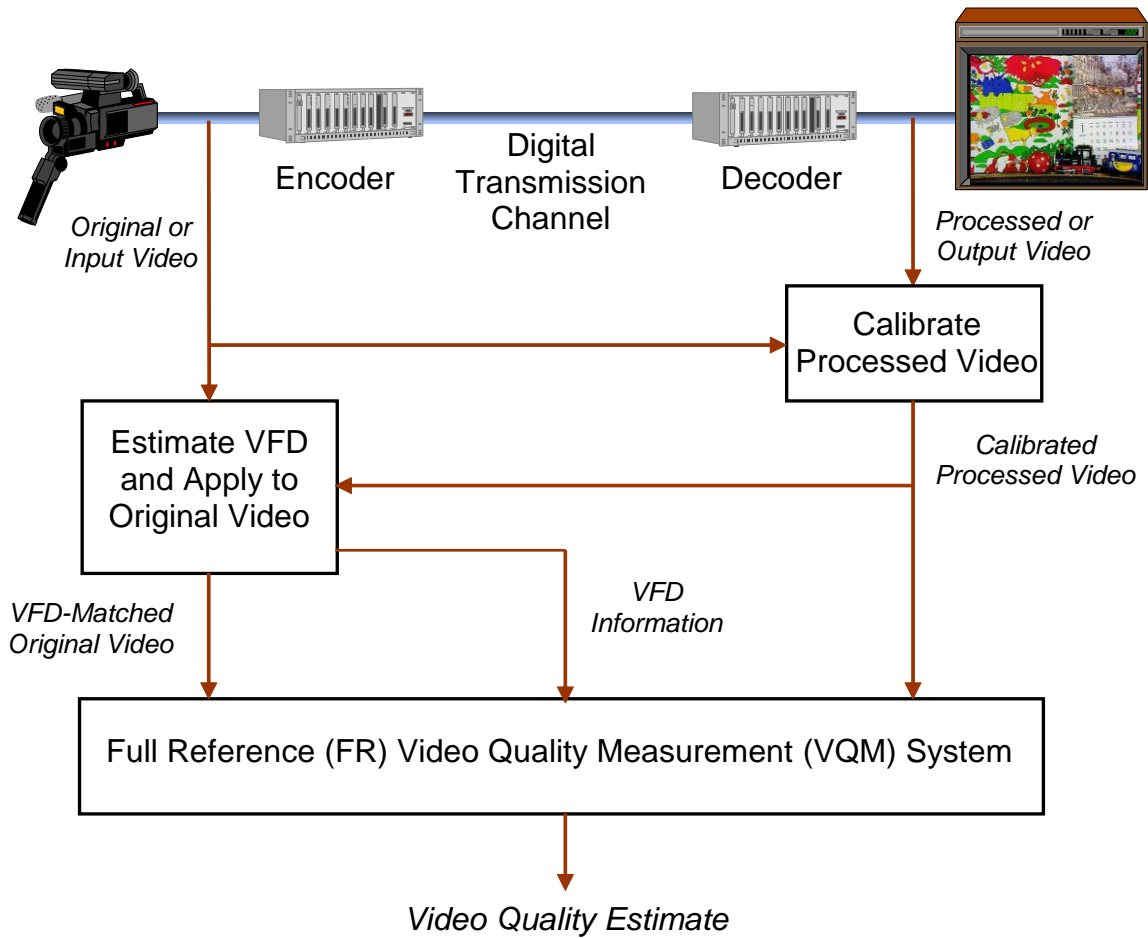 Encoder
Digital
Transmission
Channel
Decoder
Original or
Input Video
Processed or
Output Video
Calibrate
Processed Video
Estimate VFD
and Apply to
Original Video
Calibrated
Processed Video
VFD-Matched
Original Video
VFD
Information
Full Reference (FR) Video Quality Measurement (VQM) System
Video Quality Estimate